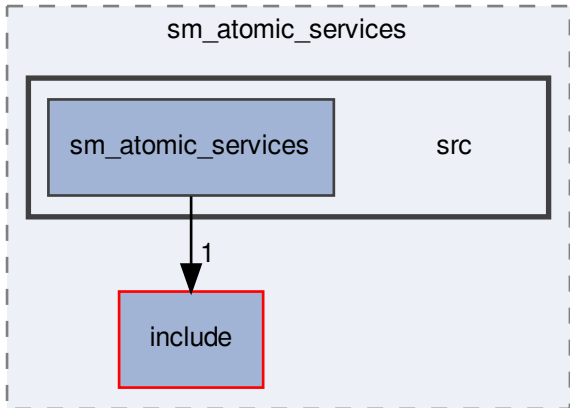 sm_atomic_services
sm_atomic_services
src
1
include